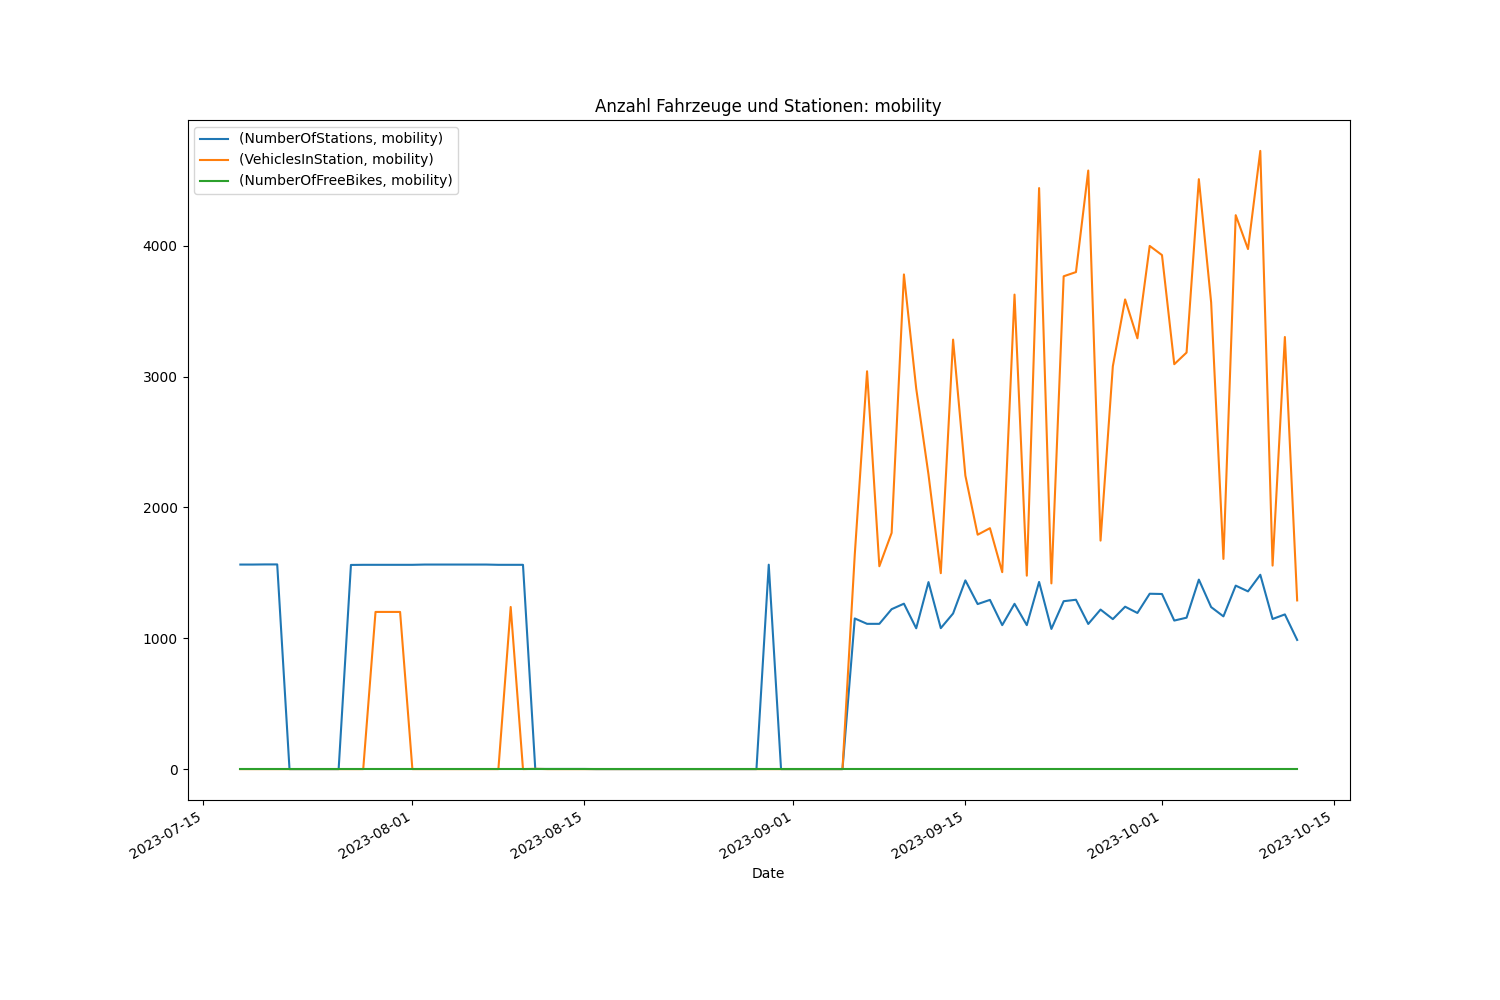 Anzahl Fahrzeuge und Stationen: mobility
(NumberOfStations, mobility)
(VehiclesInStation, mobility)
(NumberOfFreeBikes, mobility)
4000
3000
2000
1000
0
2023-07-15
2023-08-01
2023-08-15
2023-09-01
2023-09-15
2023-10-01
2023-10-15
Date